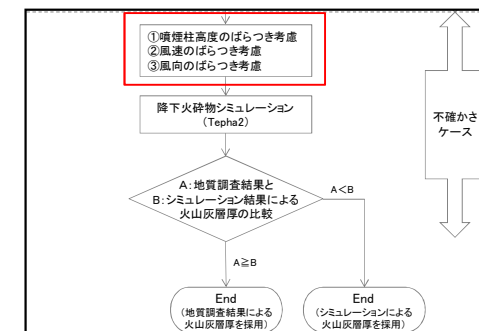 ①噴煙柱高度のばらつき考慮
②風速のばらつき考慮
③風向のばらつき考慮
降下火砕物シミュレーション
（Tepha2）
不確かさ
ケース
A：地質調査結果と
B：シミュレーション結果による
火山灰層厚の比較
A＜B
A≧B
End
（地質調査結果による
火山灰層厚を採用）
End
（シミュレーションによる
火山灰層厚を採用）